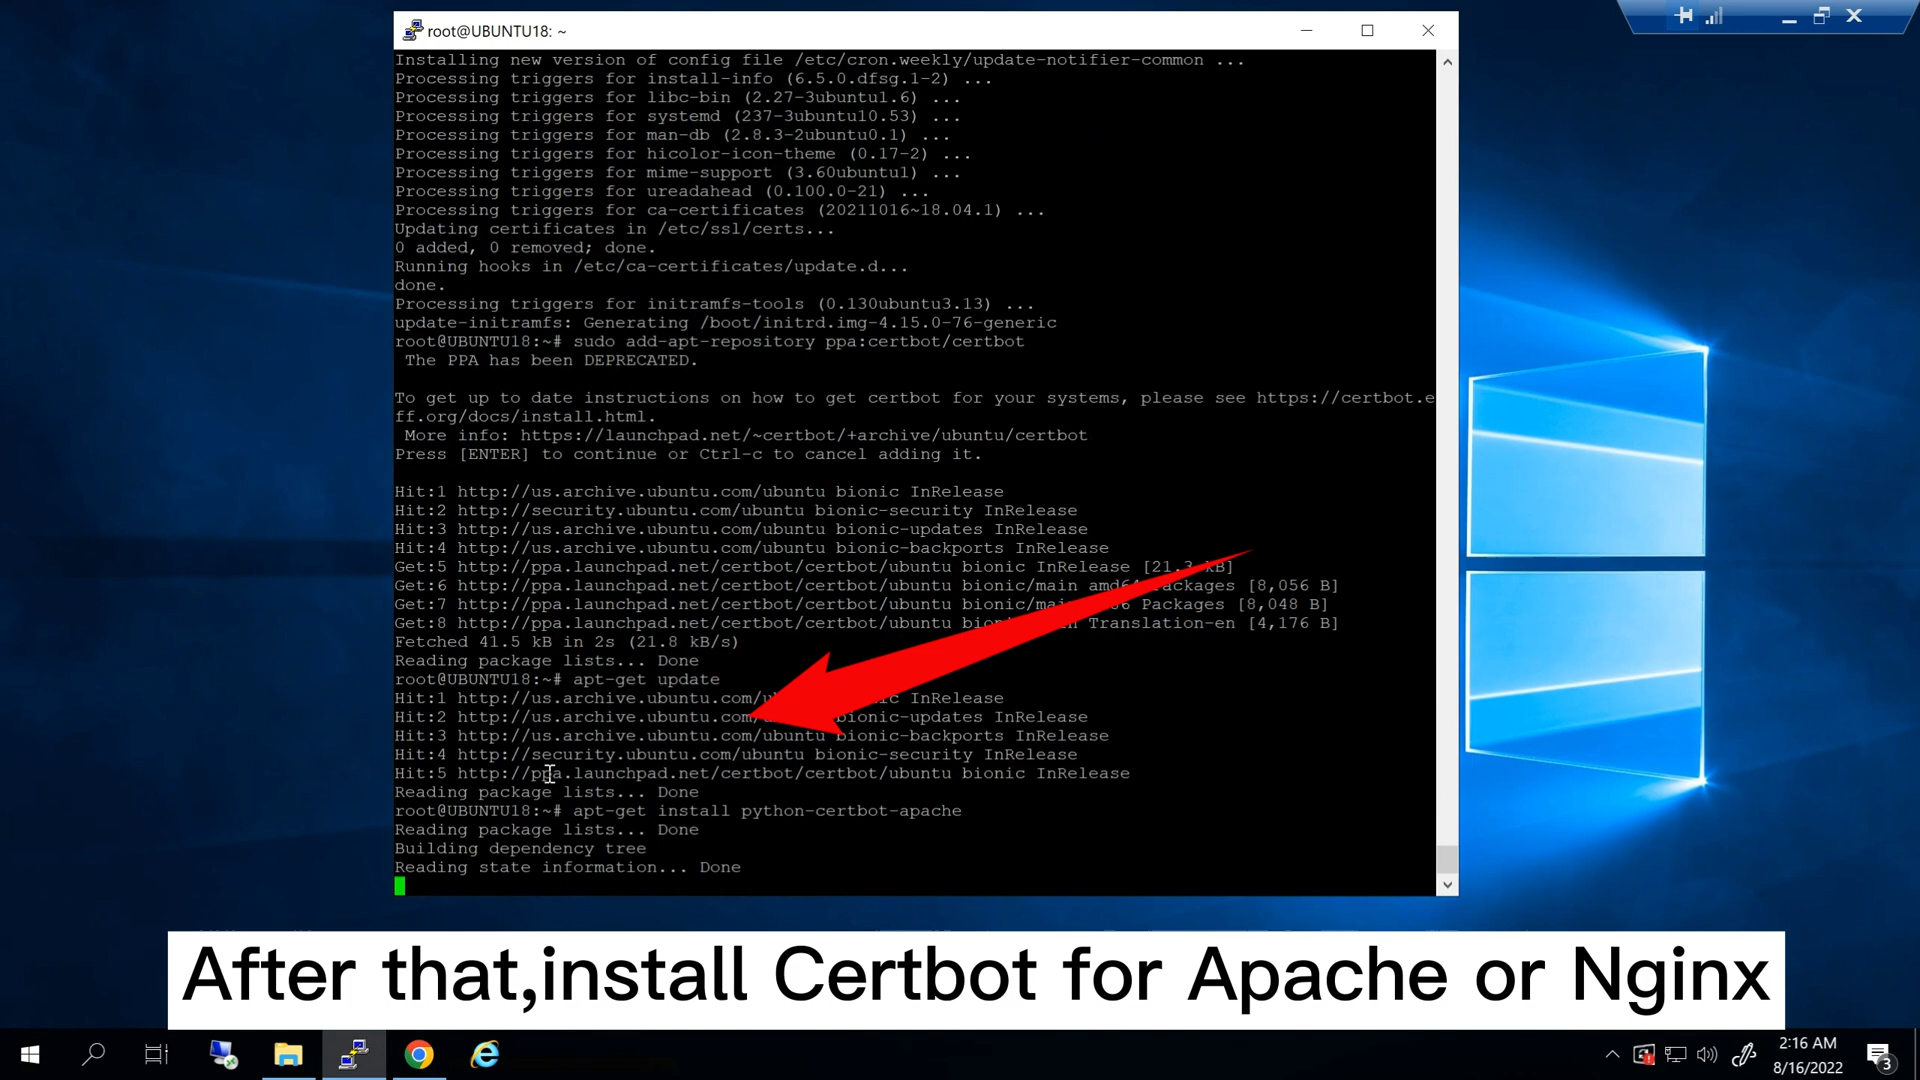 root@UBUNTU18: ~
Installing new version of config file /etc/cron.weekly/update-notifier-common ...
Processing triggers for install-info (6.5.0.dfsg.1-2) ...
Processing triggers for libc-bin (2.27-3ubuntu1.6) ...
Processing triggers for systemd (237-3ubuntu10.53) ...
Processing triggers for man-db (2.8.3-2ubuntu0.1) ...
Processing triggers for hicolor-icon-theme (0.17-2) ...
Processing triggers for mime-support (3.60ubuntu1) ...
Processing triggers for ureadahead (0.100.0-21) ...
Processing triggers for ca-certificates (20211016~18.04.1) ...
Updating certificates in /etc/ssl/certs...
0 added, 0 removed; done.
Running hooks in /etc/ca-certificates/update.d...
done.
Processing triggers for initramfs-tools (0.130ubuntu3.13) ...
update-initramfs: Generating /boot/initrd.img-4.15.0-76-generic
root@UBUNTU18:~# sudo add-apt-repository ppa:certbot/certbot
The PPA has been DEPRECATED.
To get up to date instructions on how to get certbot for your systems, please see https://certbot.e
ff.org/docs/install.html.
More info: https://launchpad.net/~certbot/+archive/ubuntu/certbot
Press [ENTER] to continue or Ctrl-c to cancel adding it.
Hit:1 http://us.archive.ubuntu.com/ubuntu bionic InRelease
Hit:2 http://security.ubuntu.com/ubuntu bionic-security InRelease
Hit:3 http://us.archive.ubuntu.com/ubuntu bionic-updates InRelease
Hit:4 http://us.archive.ubuntu.com/ubuntu bionic-backports InRelease
Get:5 http://ppa.launchpad.net/certbot/certbot/ubuntu bionic InRelease [21.3 kB]
Get:6 http://ppa.launchpad.net/certbot/certbot/ubuntu bionic/main amd64 Packages [8,056 B]
Get:7 http://ppa.launchpad.net/certbot/certbot/ubuntu Packages [8,048 B]
Get:8 http://ppa.launchpad.net/certbot/certbot/ubuntu Translation-en [4,176 B]
Fetched 41.5 kB in 2s (21.8 kB/s)
Reading package lists... Done
root@UBUNTU18:~# apt-get update
Hit:1 http://us.archive.ubuntu.com/ InRelease
Hit:2 http://us.archive.ubuntu.com/ bionic-updates InRelease
Hit:3 http://us.archive.ubuntu.com/ubuntu bionic-backports InRelease
Hit:4 http://security.ubuntu.com/ubuntu bionic-security InRelease
Hit:5 http://ppa.launchpad.net/certbot/certbot/ubuntu bionic InRelease
Reading package lists... Done
root@UBUNTU18:~# apt-get install python-certbot-apache
Reading package lists... Done
Building dependency tree
Reading state information... Done
After that,install Certbot for Apache or Nginx
2:16 AM
8/16/2022
3